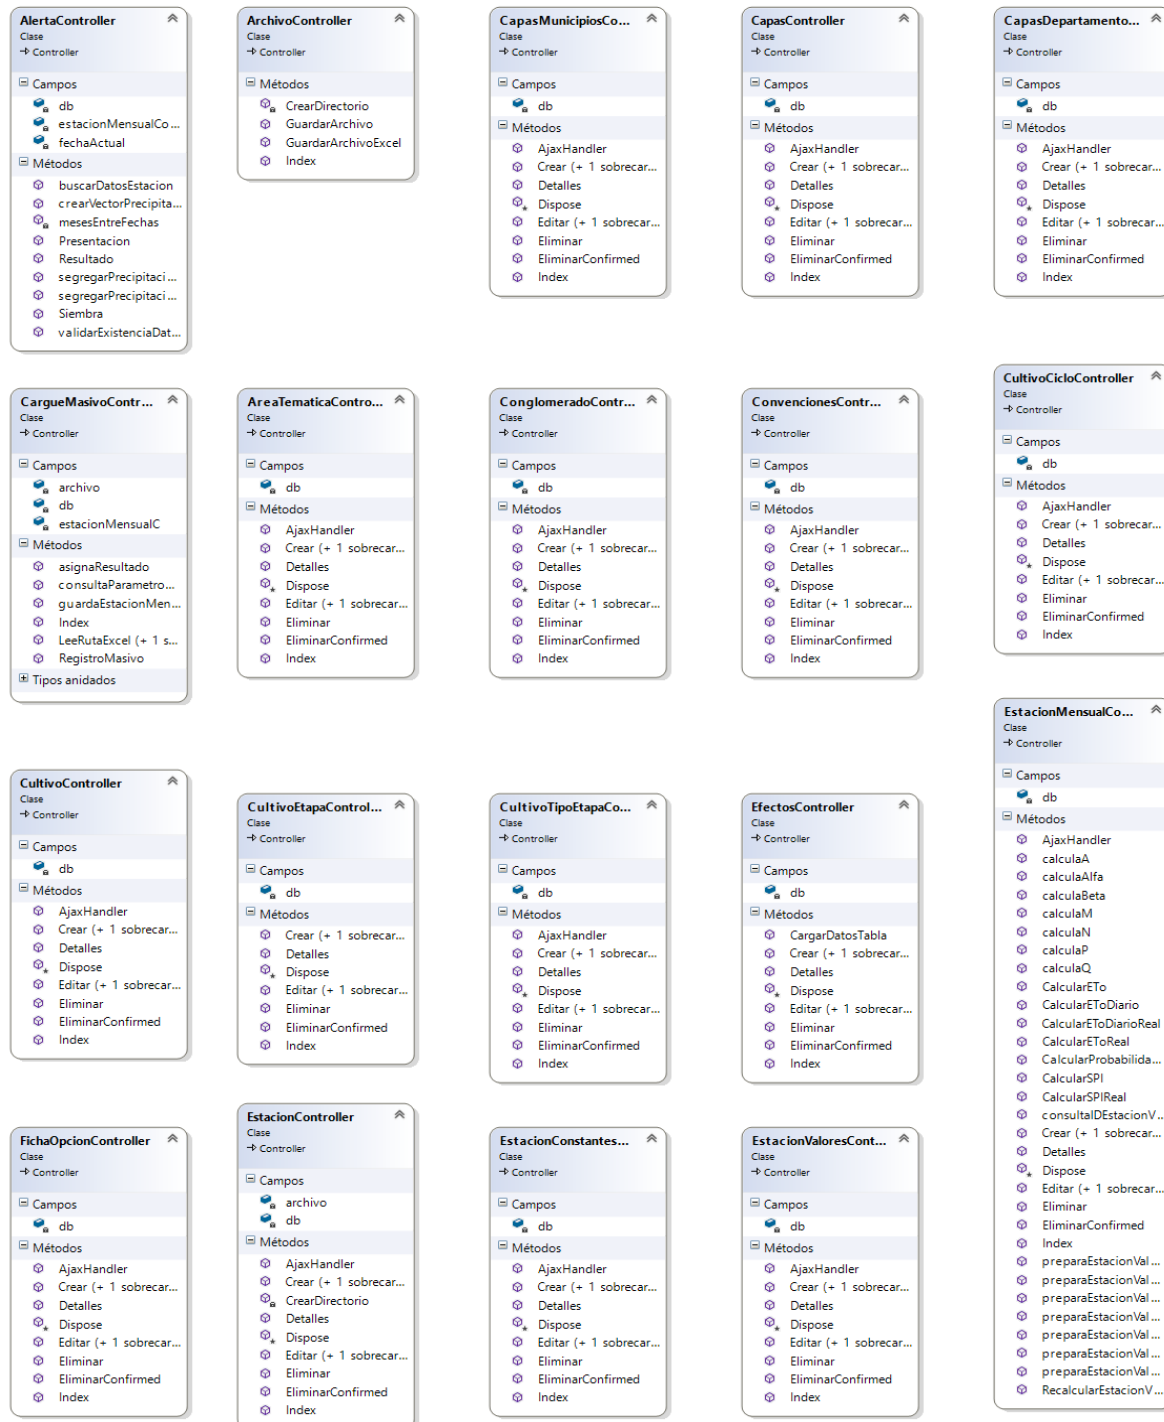 AlertaController
Clase
Controller
Campos
db
estacionMensualCo...
fechaActual
Métodos
buscarDatosEstacion
crearVectorPrecipita...
mesesEntreFechas
Presentacion
Resultado
segregarPrecipitaci...
segregarPrecipitaci...
Siembra
validarExistenciaDat...
ArchivoController
Clase
Controller
Métodos
CrearDirectorio
GuardarArchivo
GuardarArchivoExcel
Index
CapasMunicipiosCo...
Clase
Controller
Campos
db
Métodos
AjaxHandler
Crear (+ 1 sobrecar...
Detalles
Dispose
Editar (+ 1 sobrecar...
Eliminar
EliminarConfirmed
Index
CapasController
Clase
Controller
Campos
db
Métodos
AjaxHandler
Crear (+ 1 sobrecar...
Detalles
Dispose
Editar (+ 1 sobrecar...
Eliminar
EliminarConfirmed
Index
CapasDepartamento...
Clase
Controller
Campos
db
Métodos
AjaxHandler
Crear (+ 1 sobrecar...
Detalles
Dispose
Editar (+ 1 sobrecar...
Eliminar
EliminarConfirmed
Index
CargueMasivoContr...
Clase
Controller
Campos
archivo
db
estacionMensualC
Métodos
asignaResultado
consultaParametro...
guardaEstacionMen...
Index
LeeRutaExcel (+ 1 s...
RegistroMasivo
Tipos anidados
AreaTematicaContro...
Clase
Controller
Campos
db
Métodos
AjaxHandler
Crear (+ 1 sobrecar...
Detalles
Dispose
Editar (+ 1 sobrecar...
Eliminar
EliminarConfirmed
Index
ConglomeradoContr...
Clase
Controller
Campos
db
Métodos
AjaxHandler
Crear (+ 1 sobrecar...
Detalles
Dispose
Editar (+ 1 sobrecar...
Eliminar
EliminarConfirmed
Index
ConvencionesContr...
Clase
Controller
Campos
db
Métodos
AjaxHandler
Crear (+ 1 sobrecar...
Detalles
Dispose
Editar (+ 1 sobrecar...
Eliminar
EliminarConfirmed
Index
CultivoCicloController
Clase
Controller
Campos
db
Métodos
AjaxHandler
Crear (+ 1 sobrecar...
Detalles
Dispose
Editar (+ 1 sobrecar...
Eliminar
EliminarConfirmed
Index
CultivoController
Clase
Controller
Campos
db
Métodos
AjaxHandler
Crear (+ 1 sobrecar...
Detalles
Dispose
Editar (+ 1 sobrecar...
Eliminar
EliminarConfirmed
Index
CultivoEtapaControl...
Clase
Controller
Campos
db
Métodos
Crear (+ 1 sobrecar...
Detalles
Dispose
Editar (+ 1 sobrecar...
Eliminar
EliminarConfirmed
Index
CultivoTipoEtapaCo...
Clase
Controller
Campos
db
Métodos
AjaxHandler
Crear (+ 1 sobrecar...
Detalles
Dispose
Editar (+ 1 sobrecar...
Eliminar
EliminarConfirmed
Index
EfectosController
Clase
Controller
Campos
db
Métodos
CargarDatosTabla
Crear (+ 1 sobrecar...
Detalles
Dispose
Editar (+ 1 sobrecar...
Eliminar
EliminarConfirmed
Index
EstacionMensualCo...
Clase
Controller
Campos
db
Métodos
AjaxHandler
calculaA
calculaAlfa
calculaBeta
calculaM
calculaN
calculaP
calculaQ
CalcularETo
CalcularEToDiario
CalcularEToDiarioReal
CalcularEToReal
CalcularProbabilida...
CalcularSPI
CalcularSPIReal
consultaIDEstacionV...
Crear (+ 1 sobrecar...
Detalles
Dispose
Editar (+ 1 sobrecar...
Eliminar
EliminarConfirmed
Index
preparaEstacionVal...
preparaEstacionVal...
preparaEstacionVal...
preparaEstacionVal...
preparaEstacionVal...
preparaEstacionVal...
preparaEstacionVal...
RecalcularEstacionV...
FichaOpcionController
Clase
Controller
Campos
db
Métodos
AjaxHandler
Crear (+ 1 sobrecar...
Detalles
Dispose
Editar (+ 1 sobrecar...
Eliminar
EliminarConfirmed
Index
EstacionController
Clase
Controller
Campos
archivo
db
Métodos
AjaxHandler
Crear (+ 1 sobrecar...
CrearDirectorio
Detalles
Dispose
Editar (+ 1 sobrecar...
Eliminar
EliminarConfirmed
Index
EstacionConstantes...
Clase
Controller
Campos
db
Métodos
AjaxHandler
Crear (+ 1 sobrecar...
Detalles
Dispose
Editar (+ 1 sobrecar...
Eliminar
EliminarConfirmed
Index
EstacionValoresCont...
Clase
Controller
Campos
db
Métodos
AjaxHandler
Crear (+ 1 sobrecar...
Detalles
Dispose
Editar (+ 1 sobrecar...
Eliminar
EliminarConfirmed
Index